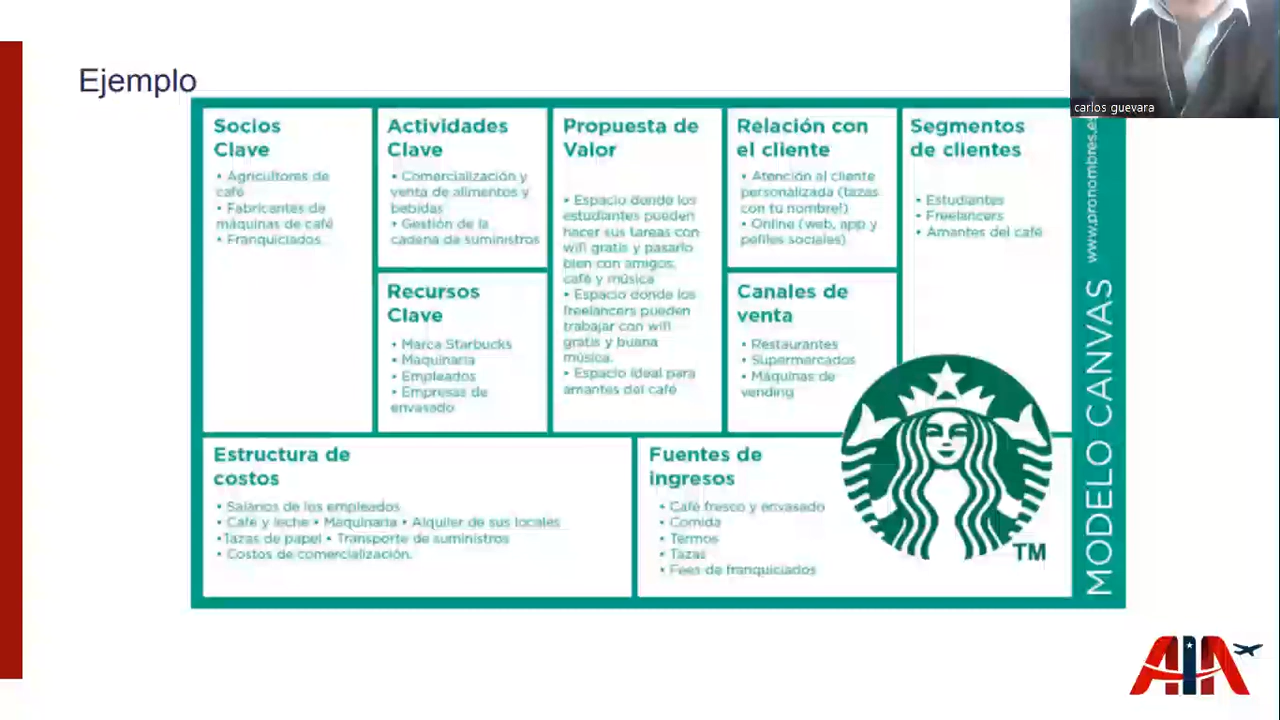 Ejemplo
carlos guevara
Socios
Clave
• Agricultores de
café
• Fabricantes de
máquinas de café
• Franquiciados
Actividades
Clave
• Comercialización y
venta de alimentos y
bebidas
• Gestión de la
cadena de suministros
Recursos
Clave
• Marca Starbucks
• Maquinaria
• Empleados
• Empresas de
envasado
Propuesta de
Valor
• Espacio donde los
estudiantes pueden
hacer sus tareas con
wifi gratis y pasarlo
bien con amigos,
café y música
• Espacio donde los
freelancers pueden
trabajar con wifi
gratis y buena
música.
• Espacio ideal para
amantes del café
Relación con
el cliente
• Atención al cliente
personalizada (tazas
con tu nombre!)
• Online (web, app y
perfiles sociales)
Canales de
venta
• Restaurantes
• Supermercados
• Máquinas de
vending
Segmentos
de clientes
• Estudiantes
• Freelancers
• Amantes del café
Estructura de
costos
• Salarios de los empleados
• Café y leche • Maquinaria • Alquiler de sus locales
•Tazas de papel • Transporte de suministros
• Costos de comercialización.
Fuentes de
ingresos
• Café fresco y envasado
• Comida
• Termos
• Tazas
• Fees de franquiciados
TM
MODELO CANVAS www.pronombres.es
AIA